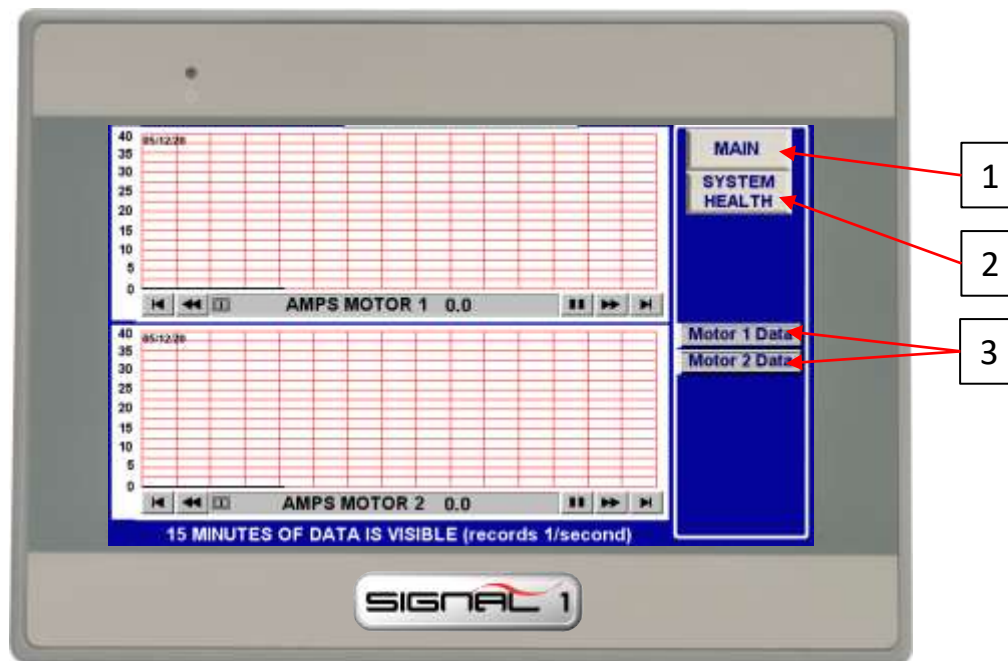 40
05/12/20
35
30
25
20
15
10
5
0
AMPS MOTOR 1 0.0
40
05/12/20
35
30
25
20
15
10
5
0
AMPS MOTOR 2 0.0
15 MINUTES OF DATA IS VISIBLE (records 1/second)
MAIN
SYSTEM
HEALTH
Motor 1 Data
Motor 2 Data
1
2
3
SIGNAL 1